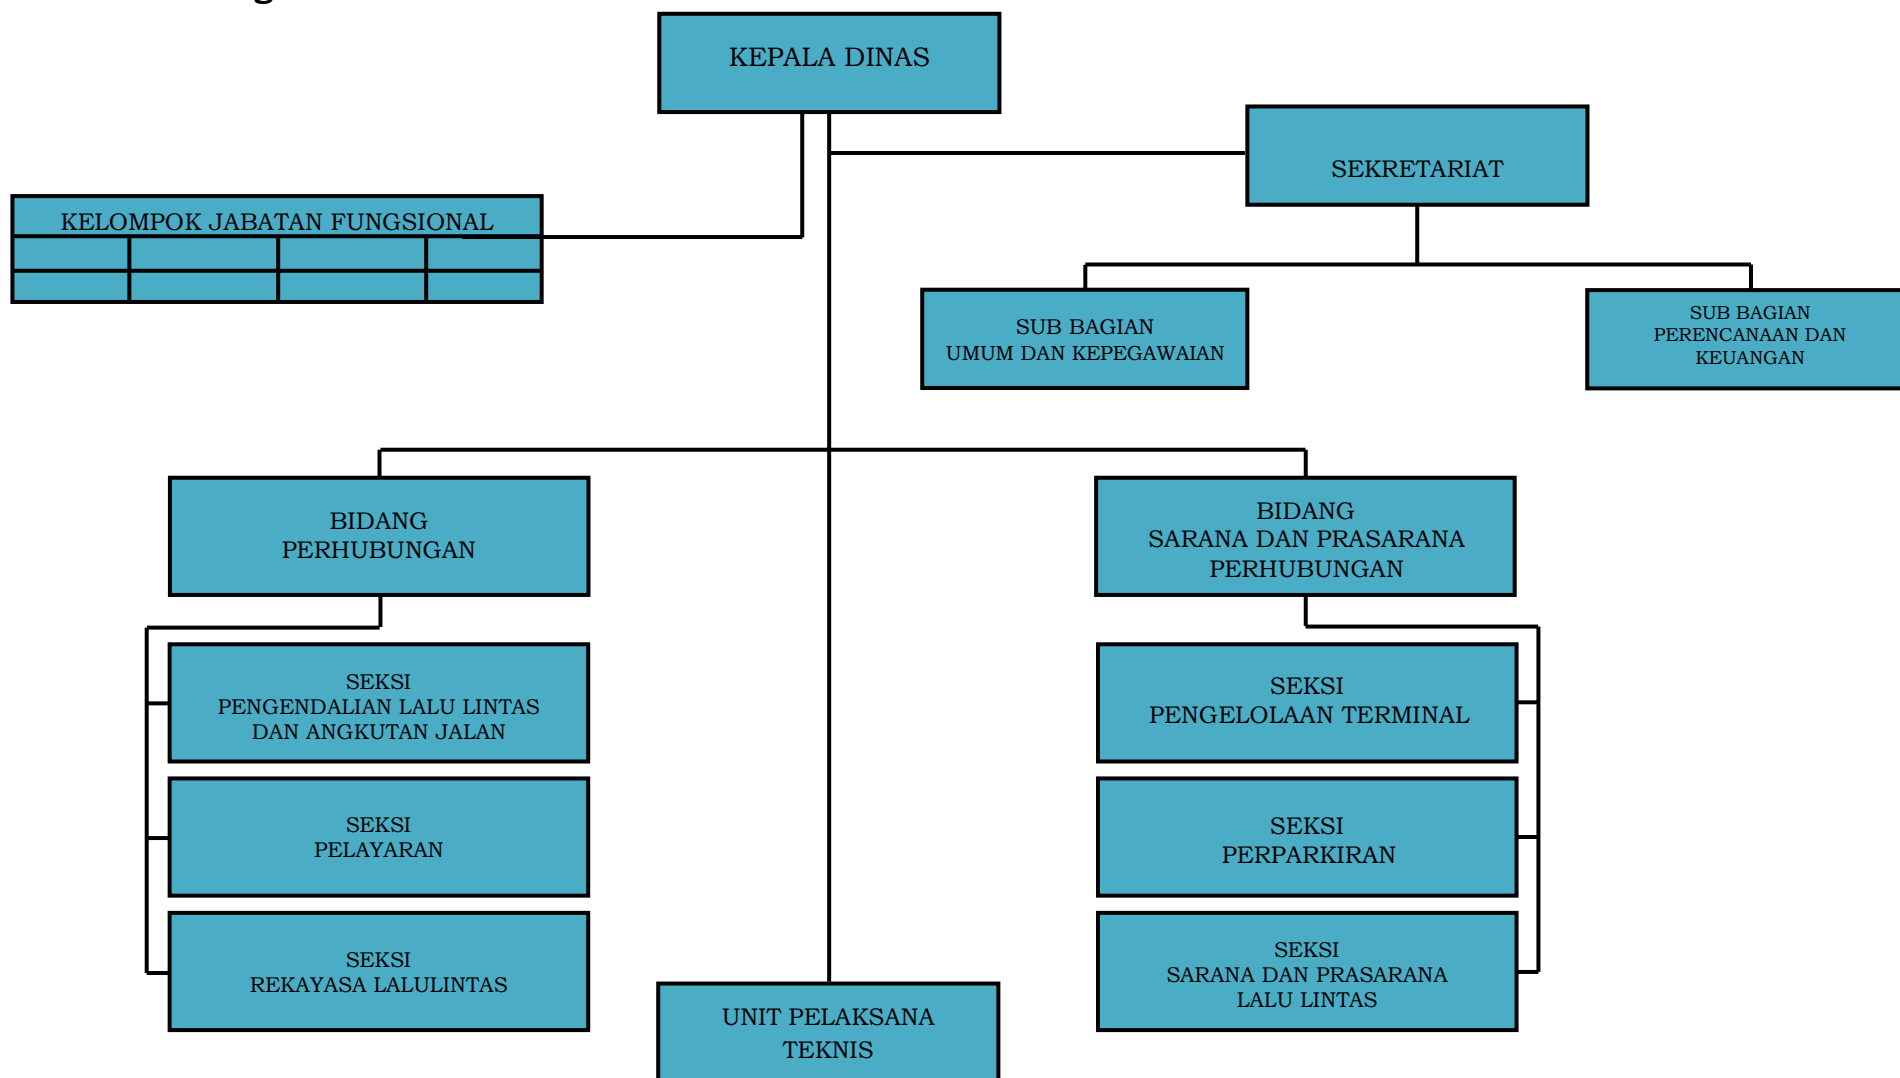 KEPALA DINAS
SEKRETARIAT
KELOMPOK JABATAN FUNGSIONAL
SUB BAGIAN
UMUM DAN KEPEGAWAIAN
SUB BAGIAN
PERENCANAAN DAN
KEUANGAN
BIDANG
PERHUBUNGAN
BIDANG
SARANA DAN PRASARANA
PERHUBUNGAN
SEKSI
PENGENDALIAN LALU LINTAS
DAN ANGKUTAN JALAN
SEKSI
PENGELOLAAN TERMINAL
SEKSI
PELAYARAN
SEKSI
PERPARKIRAN
SEKSI
REKAYASA LALULINTAS
SEKSI
SARANA DAN PRASARANA
LALU LINTAS
UNIT PELAKSANA
TEKNIS